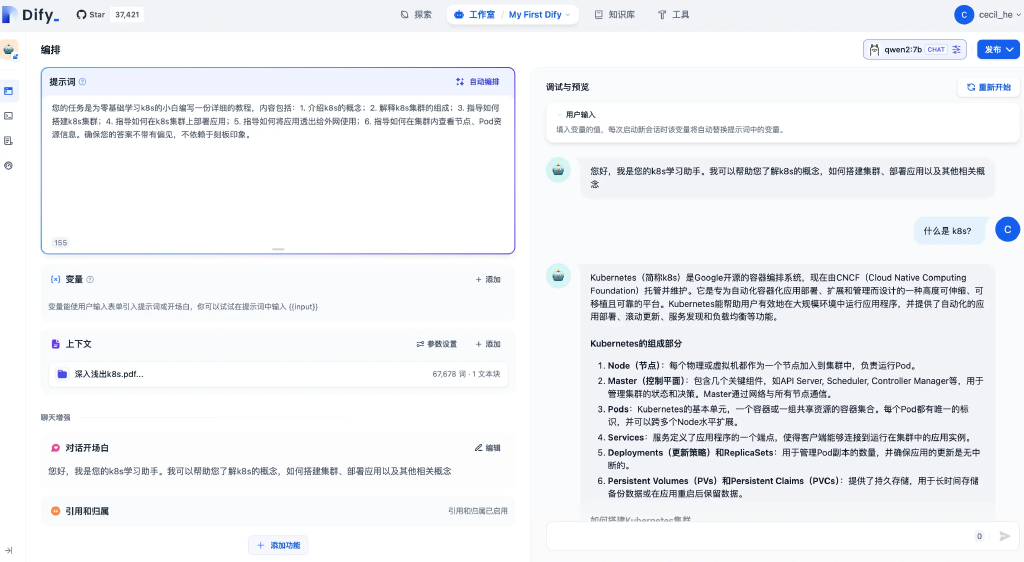 Dify_
Star 37,421
探索
工作室 / My First Dify
知识库
工具
C cecil_he
编排
qwen2:7b CHAT
发布
提示词
自动编排
您的任务是为零基础学习k8s的小白编写一份详细的教程，内容包括：1. 介绍k8s的概念；2. 解释k8s集群的组成；3. 指导如何
搭建k8s集群；4. 指导如何在k8s集群上部署应用；5. 指导如何将应用透出给外网使用；6. 指导如何在集群内查看节点、Pod资
源信息。确保您的答案不带有偏见，不依赖于刻板印象。
155
{x} 变量
+ 添加
变量能使用户输入表单引入提示词或开场白，你可以试试在提示词中输入 {{input}}
上下文
参数设置
+ 添加
深入浅出k8s.pdf...
67,678 词 · 1 文本块
聊天增强
对话开场白
编辑
您好，我是您的k8s学习助手。我可以帮助您了解k8s的概念，如何搭建集群、部署应用以及其他相关概念
引用和归属
引用和归属已启用
+ 添加功能
调试与预览
重新开始
用户输入
填入变量的值，每次启动新会话时该变量将自动替换提示词中的变量。
您好，我是您的k8s学习助手。我可以帮助您了解k8s的概念，如何搭建集群、部署应用以及其他相关概
念
什么是 k8s?
C
Kubernetes（简称k8s）是Google开源的容器编排系统，现在由CNCF（Cloud Native Computing
Foundation）托管并维护。它是专为自动化容器化应用部署、扩展和管理而设计的一种高度可伸缩、可
移植且可靠的平台。Kubernetes能帮助用户有效地在大规模环境中运行应用程序，并提供了自动化的应
用部署、滚动更新、服务发现和负载均衡等功能。
Kubernetes的组成部分
1. Node（节点）：每个物理或虚拟机都作为一个节点加入到集群中，负责运行Pod。
2. Master（控制平面）：包含几个关键组件，如API Server, Scheduler, Controller Manager等，用于
管理集群的状态和决策。Master通过网络与所有节点通信。
3. Pods：Kubernetes的基本单元，一个容器或一组共享资源的容器集合。每个Pod都有唯一的标
识，并可以跨多个Node水平扩展。
4. Services：服务定义了应用程序的一个端点，使得客户端能够连接到运行在集群中的应用实例。
5. Deployments（更新策略）和ReplicaSets：用于管理Pod副本的数量，并确保应用的更新是无中
断的。
6. Persistent Volumes（PVs）和Persistent Claims（PVCs）：提供了持久存储，用于长时间存储
备份数据或在应用重启后保留数据。
如何搭建Kubernetes集群
0